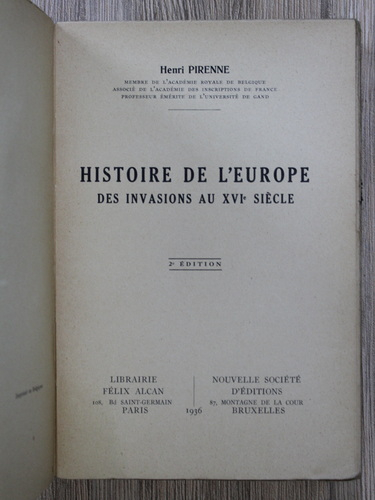 Henri PIRENNE
MEMBRE DE L'ACADÉMIE ROYALE DE BELGIQUE
ASSOCIÉ DE L'ACADÉMIE DES INSCRIPTIONS DE FRANCE
PROFESSEUR ÉMÉRITE DE L'UNIVERSITÉ DE GAND
HISTOIRE DE L'EUROPE
DES INVASIONS AU XVIe SIÈCLE
2e ÉDITION
LIBRAIRIE
FÉLIX ALCAN
108, Bd SAINT-GERMAIN
PARIS
1936
NOUVELLE SOCIÉTÉ
D'ÉDITIONS
87, MONTAGNE DE LA COUR
BRUXELLES